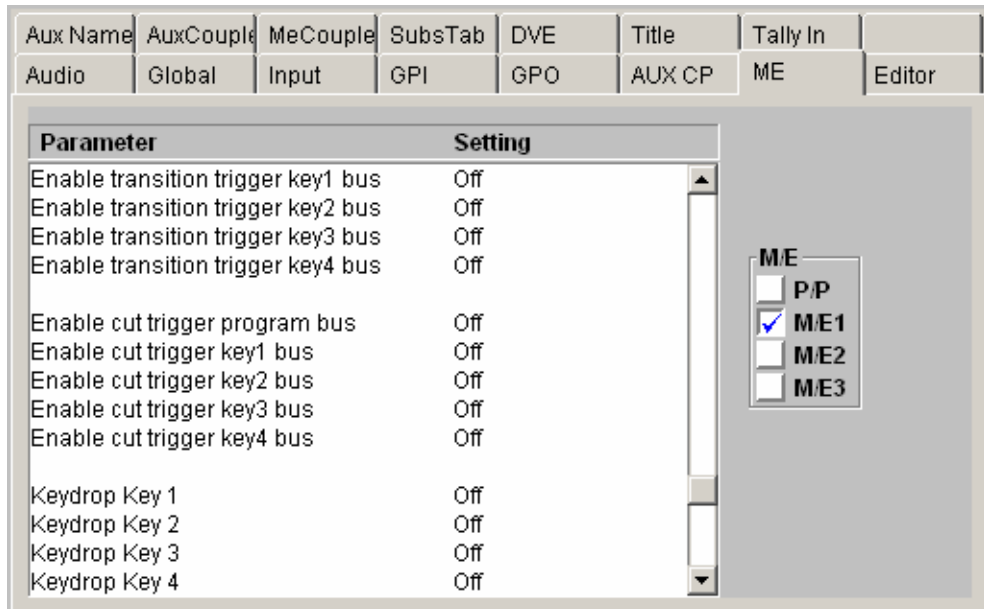 Aux Name AuxCouple MeCouple SubsTab DVE Title Tally In
Audio Global Input GPI GPO AUX CP ME Editor
Parameter Setting
Enable transition trigger key1 bus Off
Enable transition trigger key2 bus Off
Enable transition trigger key3 bus Off
Enable transition trigger key4 bus Off
Enable cut trigger program bus Off
Enable cut trigger key1 bus Off
Enable cut trigger key2 bus Off
Enable cut trigger key3 bus Off
Enable cut trigger key4 bus Off
Keydrop Key 1 Off
Keydrop Key 2 Off
Keydrop Key 3 Off
Keydrop Key 4 Off
M/E
P/P
M/E1
M/E2
M/E3